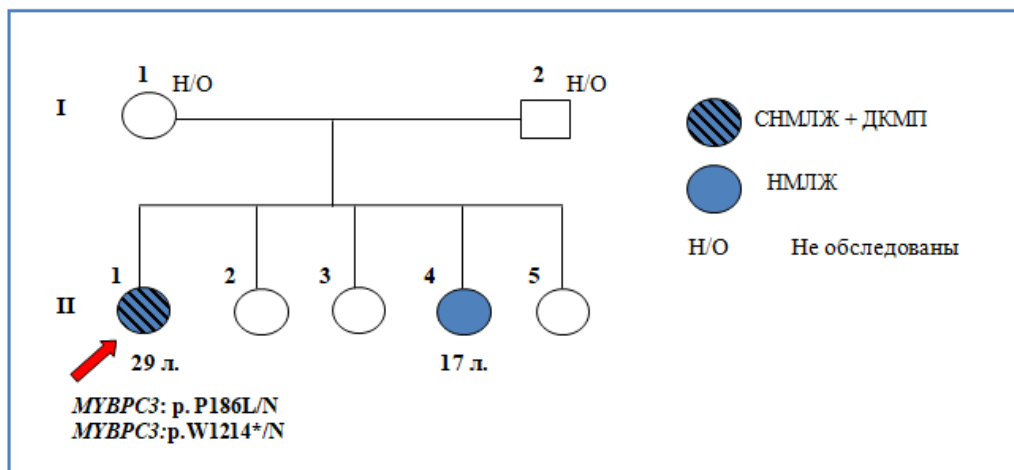 1 Н/О 2 Н/О
I
СНМЛЖ + ДКМП
НМЛЖ
Н/О Не обследованы
1 2 3 4 5
II
29 л. 17 л.
MYBPC3: p. P186L/N
MYBPC3:p.W1214*/N